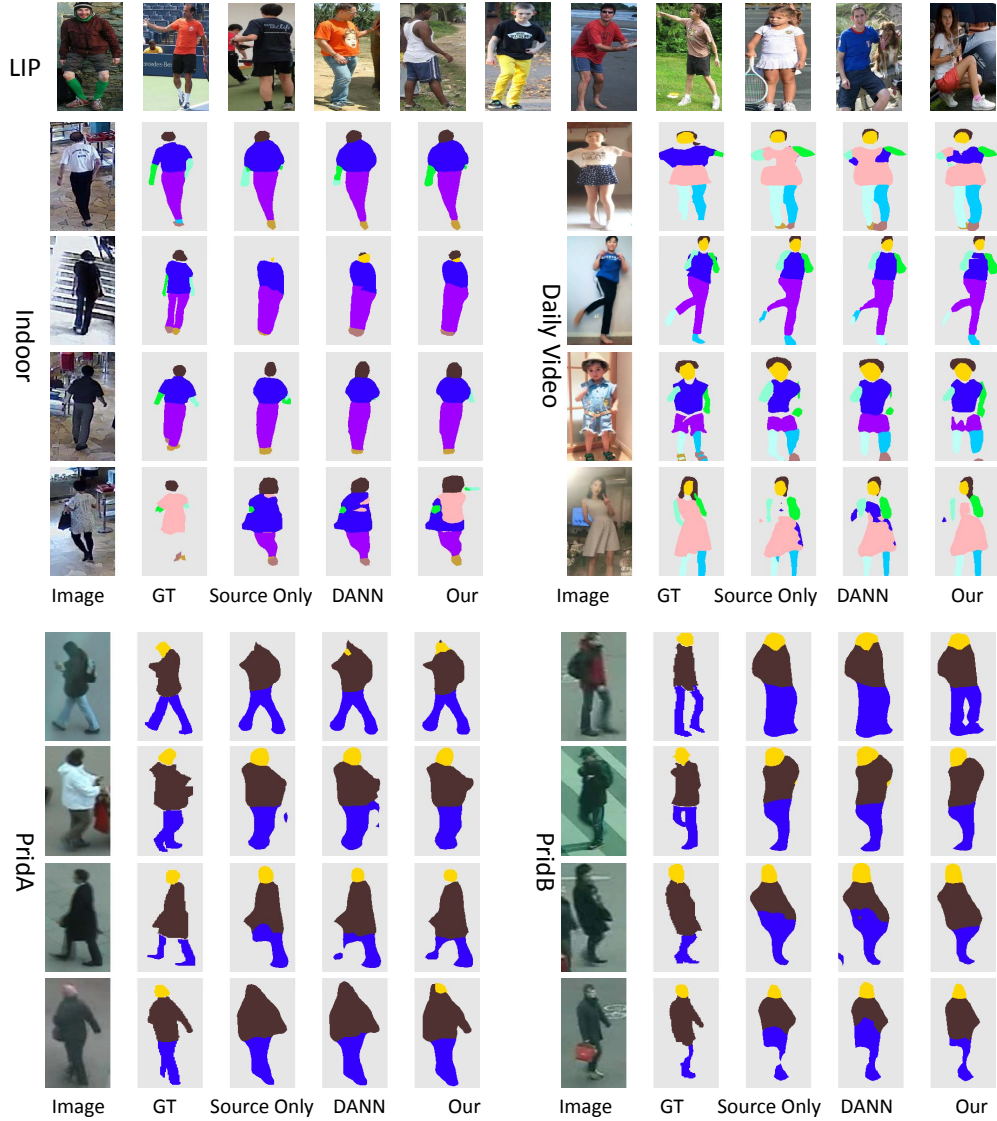 LIP
Indoor
Daily Video
Image GT Source Only DANN Our
Image GT Source Only DANN Our
PridA
PridB
Image GT Source Only DANN Our
Image GT Source Only DANN Our